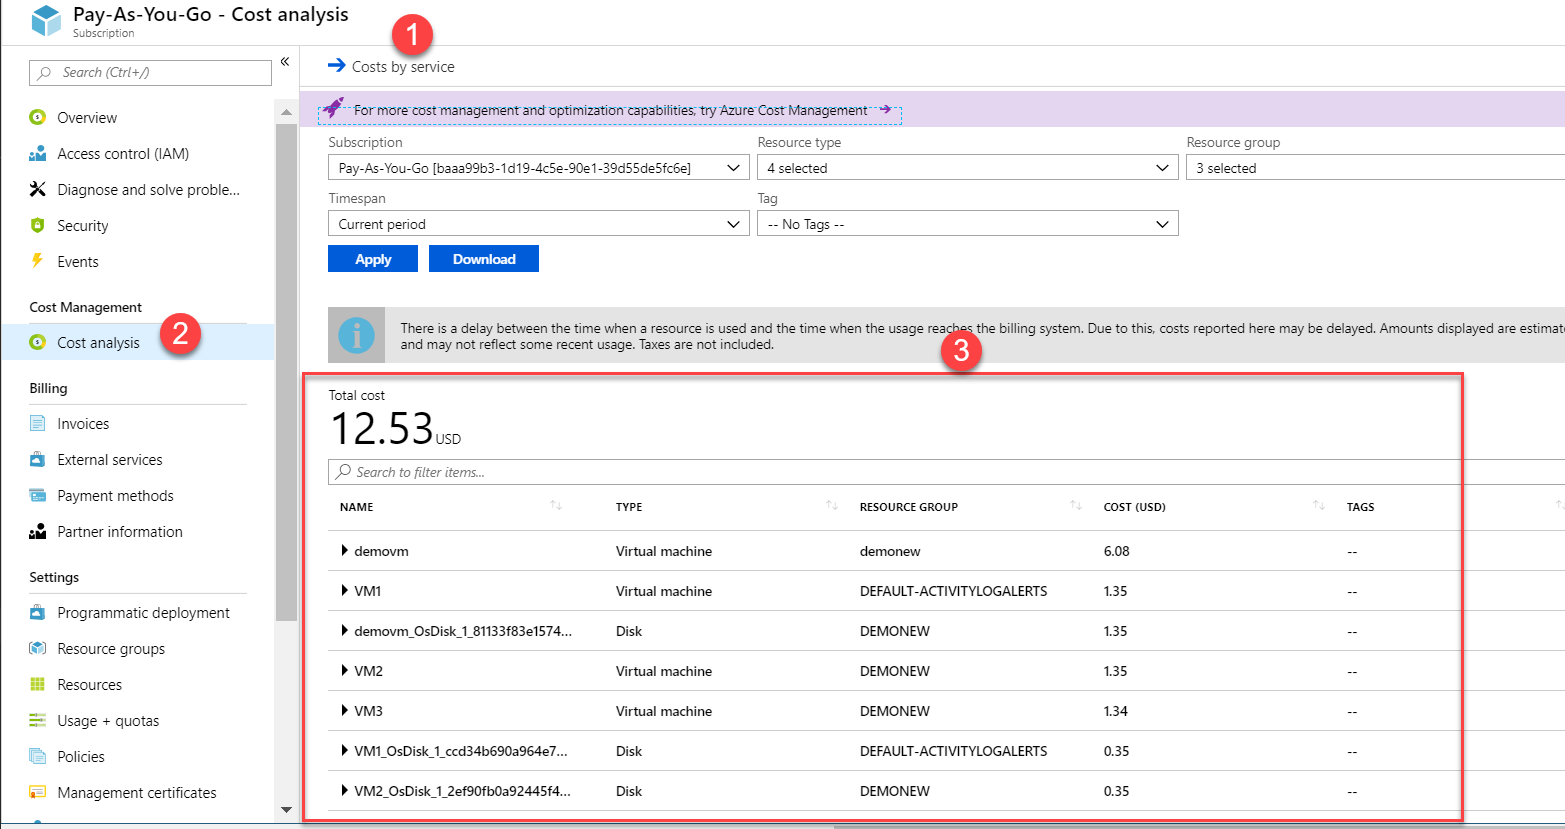 Pay-As-You-Go - Cost analysis
Subscription
1
Search (Ctrl+/)
«
Overview
Access control (IAM)
Diagnose and solve proble...
Security
Events
Cost Management
Cost analysis
2
Billing
Invoices
External services
Payment methods
Partner information
Settings
Programmatic deployment
Resource groups
Resources
Usage + quotas
Policies
Management certificates
Costs by service
For more cost management and optimization capabilities, try Azure Cost Management
Subscription
Resource type
Resource group
Pay-As-You-Go [baaa99b3-1d19-4c5e-90e1-39d55de5fc6e]
4 selected
3 selected
Timespan
Tag
Current period
-- No Tags --
Apply
Download
There is a delay between the time when a resource is used and the time when the usage reaches the billing system. Due to this, costs reported here may be delayed. Amounts displayed are estimat
and may not reflect some recent usage. Taxes are not included.
3
Total cost
12.53 USD
Search to filter items...
NAME TYPE RESOURCE GROUP COST (USD) TAGS
demovm Virtual machine demonew 6.08 --
VM1 Virtual machine DEFAULT-ACTIVITYLOGALERTS 1.35 --
demovm_OsDisk_1_81133f83e1574... Disk DEMONEW 1.35 --
VM2 Virtual machine DEMONEW 1.35 --
VM3 Virtual machine DEMONEW 1.34 --
VM1_OsDisk_1_ccd34b690a964e7... Disk DEFAULT-ACTIVITYLOGALERTS 0.35 --
VM2_OsDisk_1_2ef90fb0a92445f4... Disk DEMONEW 0.35 --